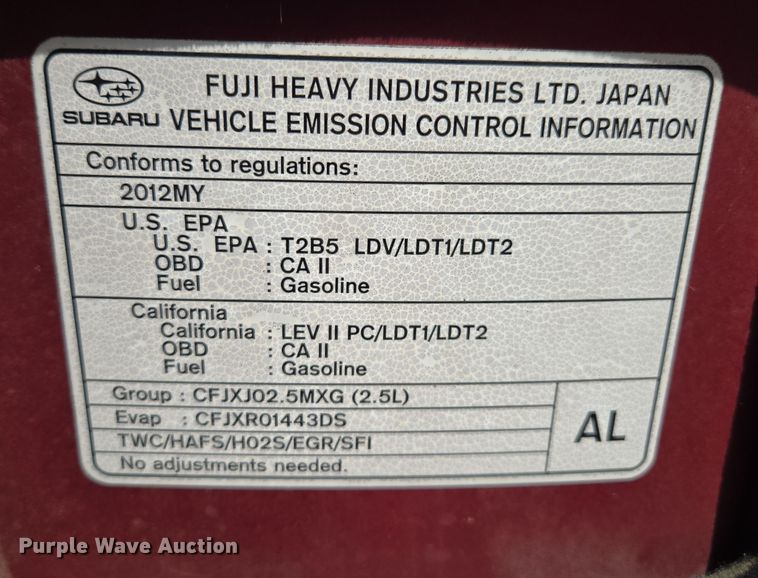 FUJI HEAVY INDUSTRIES LTD. JAPAN
SUBARU VEHICLE EMISSION CONTROL INFORMATION
Conforms to regulations:
2012MY
U.S. EPA
U.S. EPA : T2B5 LDV/LDT1/LDT2
OBD : CA II
Fuel : Gasoline
California
California : LEV II PC/LDT1/LDT2
OBD : CA II
Fuel : Gasoline
Group : CFJXJ02.5MXG (2.5L)
Evap : CFJXR01443DS
TWC/HAFS/HO2S/EGR/SFI
No adjustments needed.
AL
Purple Wave Auction